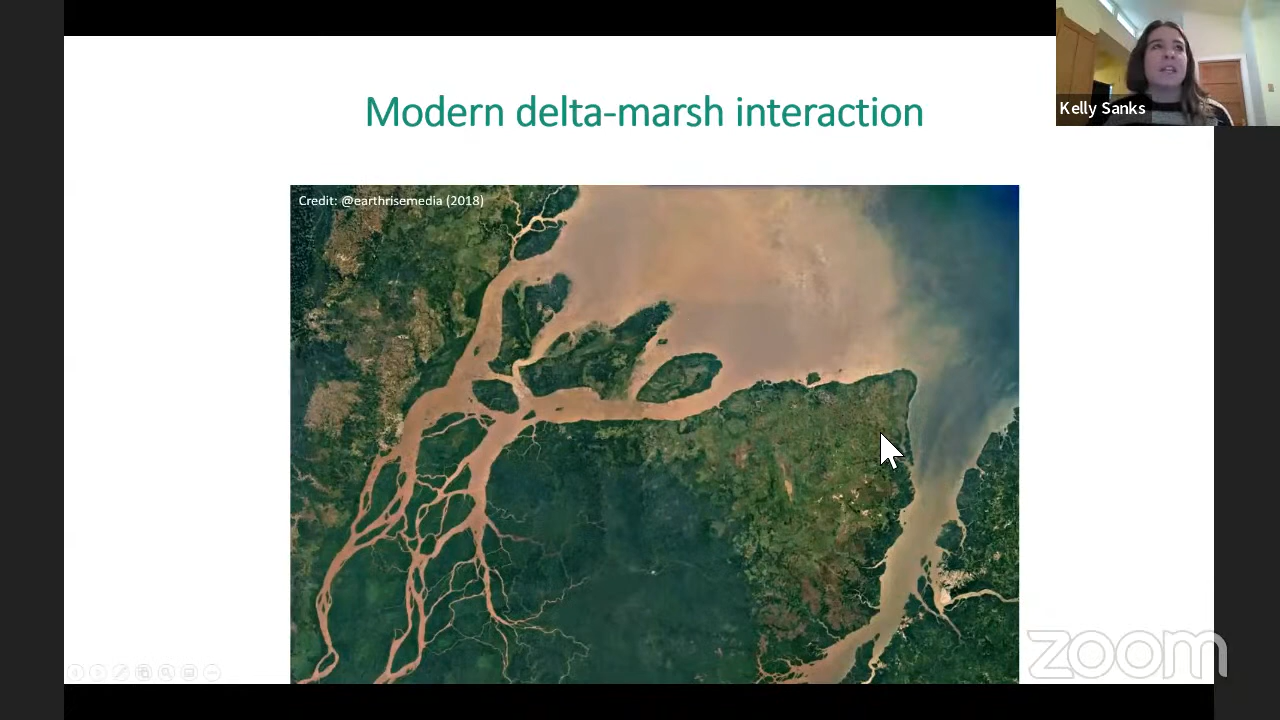 Modern delta-marsh interaction
Kelly Sanks
Credit: @earthrisemedia (2018)
zoom